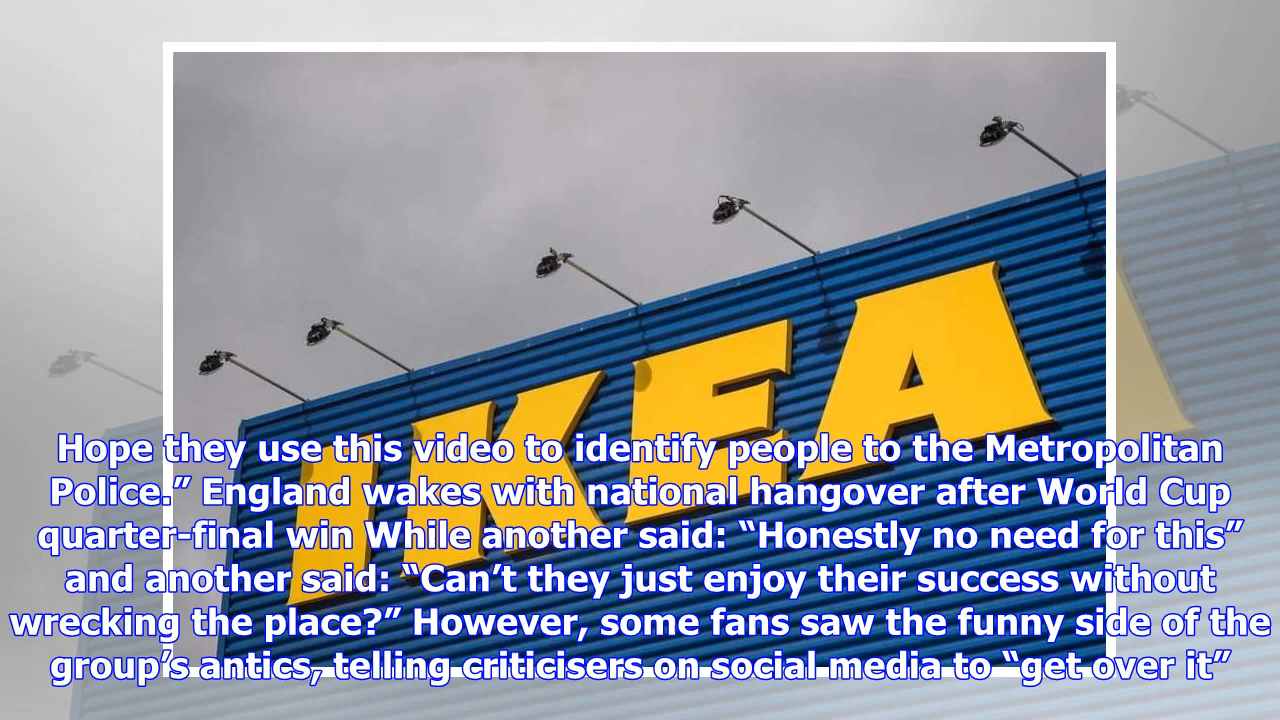 IKEA
Hope they use this video to identify people to the Metropolitan
Police.” England wakes with national hangover after World Cup
quarter-final win While another said: “Honestly no need for this”
and another said: “Can’t they just enjoy their success without
wrecking the place?” However, some fans saw the funny side of the
group’s antics, telling criticisers on social media to “get over it”